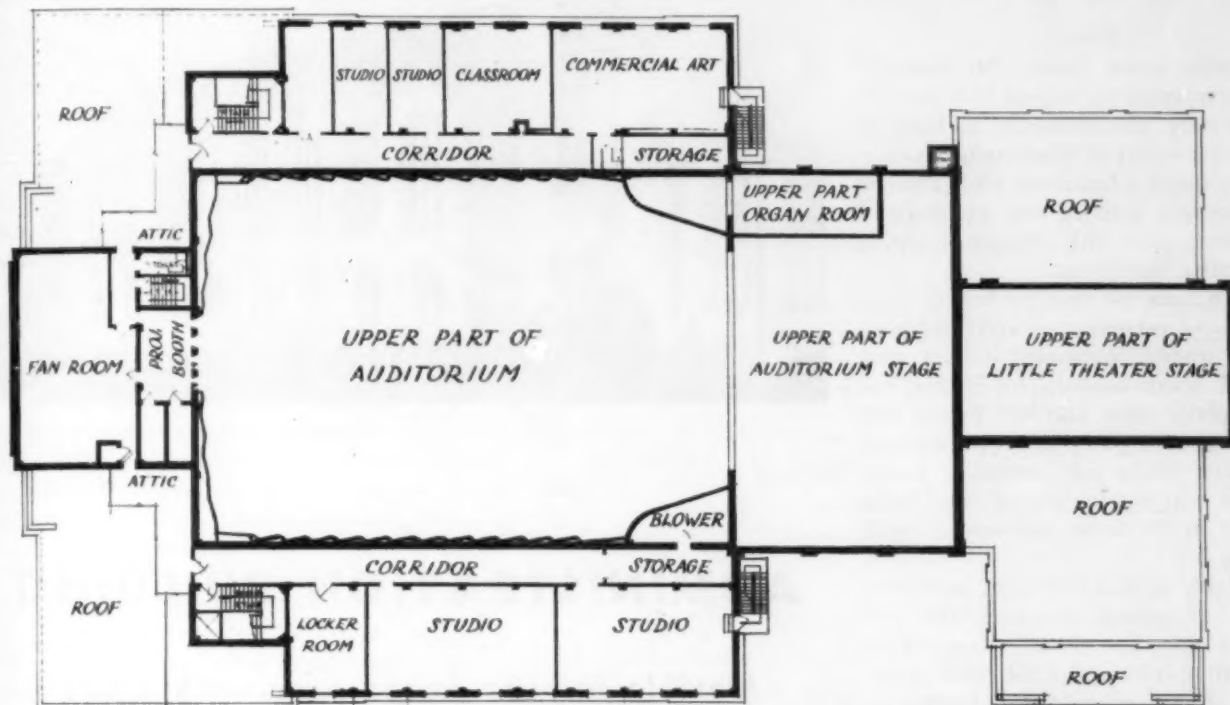 COMMERCIAL ART
STUDIO
STUDIO
CLASSROOM
ROOF
CORRIDOR
STORAGE
UPPER PART
ORGAN ROOM
ROOF
ATTIC
FAN ROOM
PROJ.
BOOTH
UPPER PART OF
AUDITORIUM
UPPER PART OF
AUDITORIUM STAGE
UPPER PART OF
LITTLE THEATER STAGE
ATTIC
BLOWER
ROOF
CORRIDOR
STORAGE
ROOF
LOCKER
ROOM
STUDIO
STUDIO
ROOF